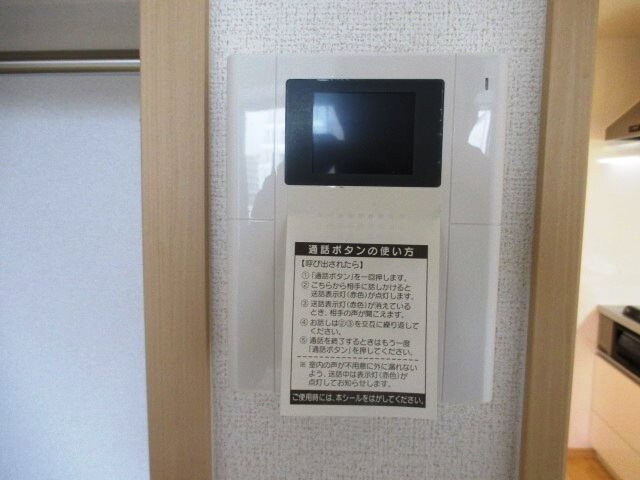 通話ボタンの使い方
【呼び出されたら】
①「通話ボタン」を一回押します。
② こちらから相手に話しかけると
送話表示灯(赤色)が点灯します。
③ 送話表示灯(赤色)が消えている
とき、相手の声が聞こえます。
④ お話しは②③を交互に繰り返して
ください。
⑤ 通話を終了するときはもう一度
「通話ボタン」を押してください。
※ 室内の声が不用意に外に漏れない
よう、送話中は表示灯(赤色)が
点灯してお知らせします。
ご使用時には、本シールをはがしてください。